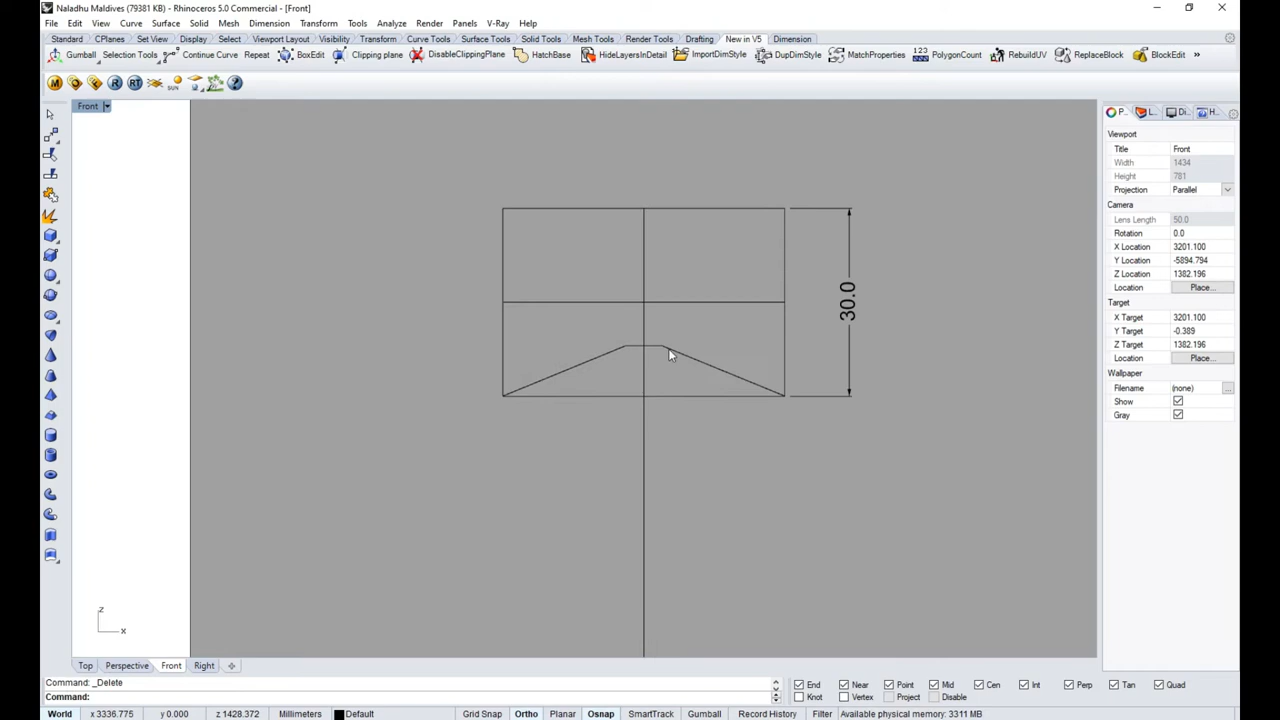 Naladhu Maldives (79381 KB) - Rhinoceros 5.0 Commercial - [Front]
File Edit View Curve Surface Solid Mesh Dimension Transform Tools Analyze Render Panels V-Ray Help
Standard CPlanes Set View Display Select Viewport Layout Visibility Transform Curve Tools Surface Tools Solid Tools Mesh Tools Render Tools Drafting New in V5 Dimension
Gumball Selection Tools Continue Curve Repeat BoxEdit Clipping plane DisableClippingPlane HatchBase HideLayersInDetail ImportDimStyle DupDimStyle MatchProperties 123 PolygonCount RebuildUV ReplaceBlock BlockEdit »
M R RT SUN ?
Front
P... L... Di... H...
Viewport
Title Front
Width 1434
Height 781
Projection Parallel
Camera
Lens Length 50.0
Rotation 0.0
X Location 3201.100
Y Location -5894.794
Z Location 1382.196
Location Place...
Target
X Target 3201.100
Y Target -0.389
Z Target 1382.196
Location Place...
Wallpaper
Filename (none) ...
Show
Gray
30.0
z
x
Top Perspective Front Right
Command: _Delete
Command:
End Near Point Mid Cen Int Perp Tan Quad
Knot Vertex Project Disable
World x 3336.775 y 0.000 z 1428.372 Millimeters Default Grid Snap Ortho Planar Osnap SmartTrack Gumball Record History Filter Available physical memory: 3311 MB